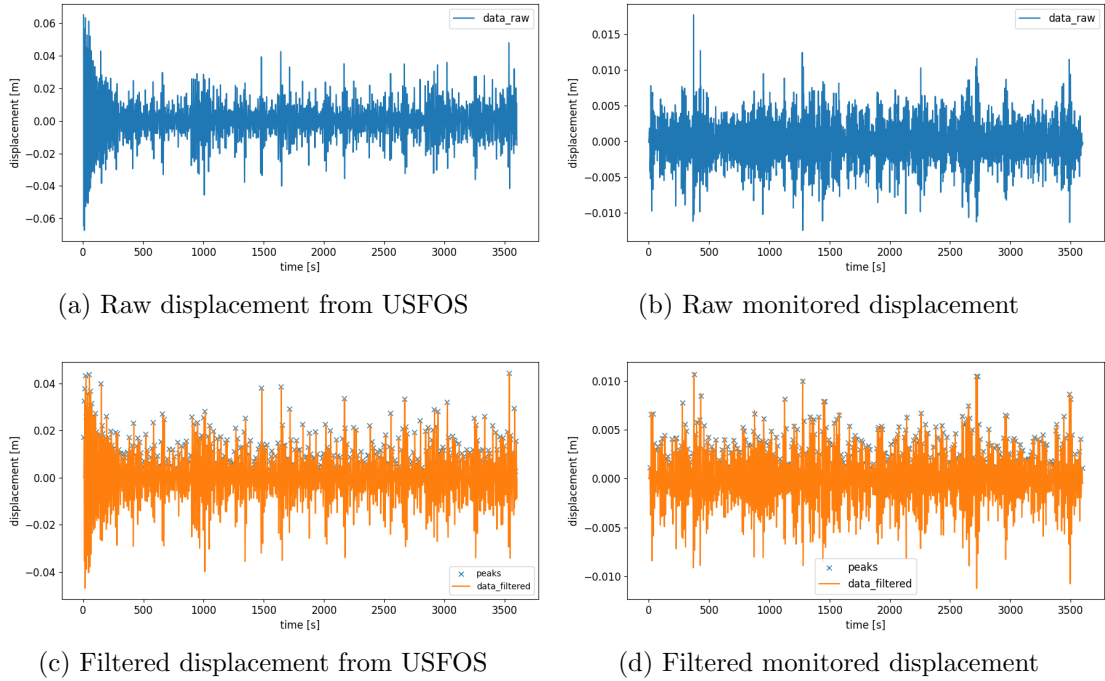 data_raw
displacement [m]
0.06
0.04
0.02
0.00
−0.02
−0.04
−0.06
0 500 1000 1500 2000 2500 3000 3500
time [s]
(a) Raw displacement from USFOS
data_raw
displacement [m]
0.015
0.010
0.005
0.000
−0.005
−0.010
0 500 1000 1500 2000 2500 3000 3500
time [s]
(b) Raw monitored displacement
displacement [m]
0.04
0.02
0.00
−0.02
−0.04
peaks
data_filtered
0 500 1000 1500 2000 2500 3000 3500
time [s]
(c) Filtered displacement from USFOS
displacement [m]
0.010
0.005
0.000
−0.005
−0.010
peaks
data_filtered
0 500 1000 1500 2000 2500 3000 3500
time [s]
(d) Filtered monitored displacement